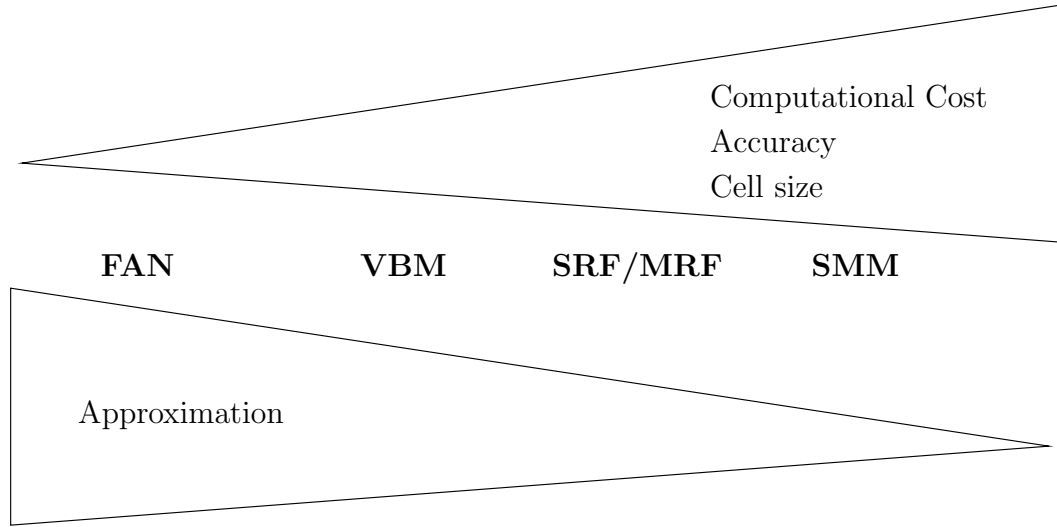 Computational Cost
Accuracy
Cell size
FAN VBM SRF/MRF SMM
Approximation